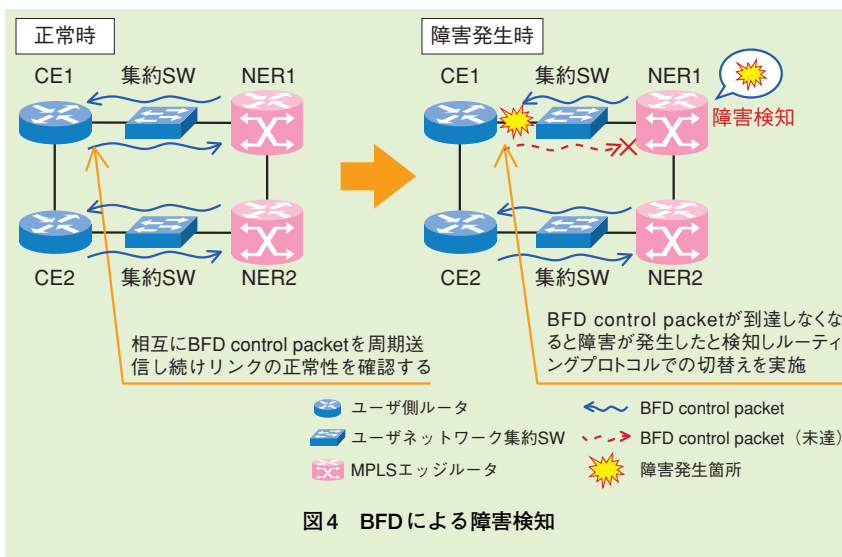 正常時
CE1
集約SW
NER1
CE2
集約SW
NER2
相互にBFD control packetを周期送
信し続けリンクの正常性を確認する
障害発生時
CE1
集約SW
NER1
障害検知
CE2
集約SW
NER2
BFD control packetが到達しなくな
ると障害が発生したと検知しルーティ
ングプロトコルでの切替えを実施
ユーザ側ルータ
BFD control packet
ユーザネットワーク集約SW
BFD control packet（未達）
MPLSエッジルータ
障害発生箇所
図4　BFDによる障害検知